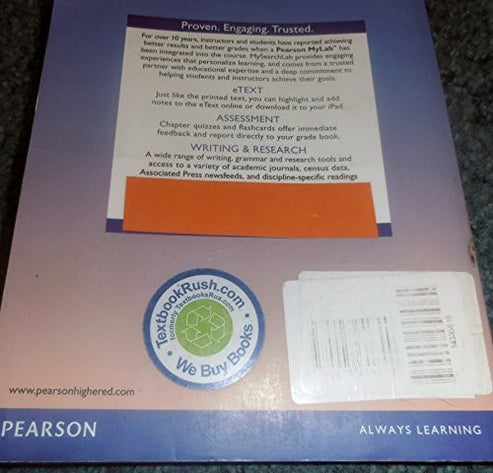 Proven. Engaging. Trusted.
For over 10 years, instructors and students have reported achieving
better results and better grades when a Pearson MyLab™ has
been integrated into the course. MySearchLab provides engaging
experiences that personalize learning, and comes from a trusted
partner with educational expertise and a deep commitment to
helping students and instructors achieve their goals.
eTEXT
Just like the printed text, you can highlight and add
notes to the eText online or download it to your iPad.
ASSESSMENT
Chapter quizzes and flashcards offer immediate
feedback and report directly to your grade book.
WRITING & RESEARCH
A wide range of writing, grammar and research tools and
access to a variety of academic journals, census data,
Associated Press newsfeeds, and discipline-specific readings
TextbookRush.com
formerly TextbooksRus.com
We Buy Books
www.pearsonhighered.com
PEARSON
ALWAYS LEARNING